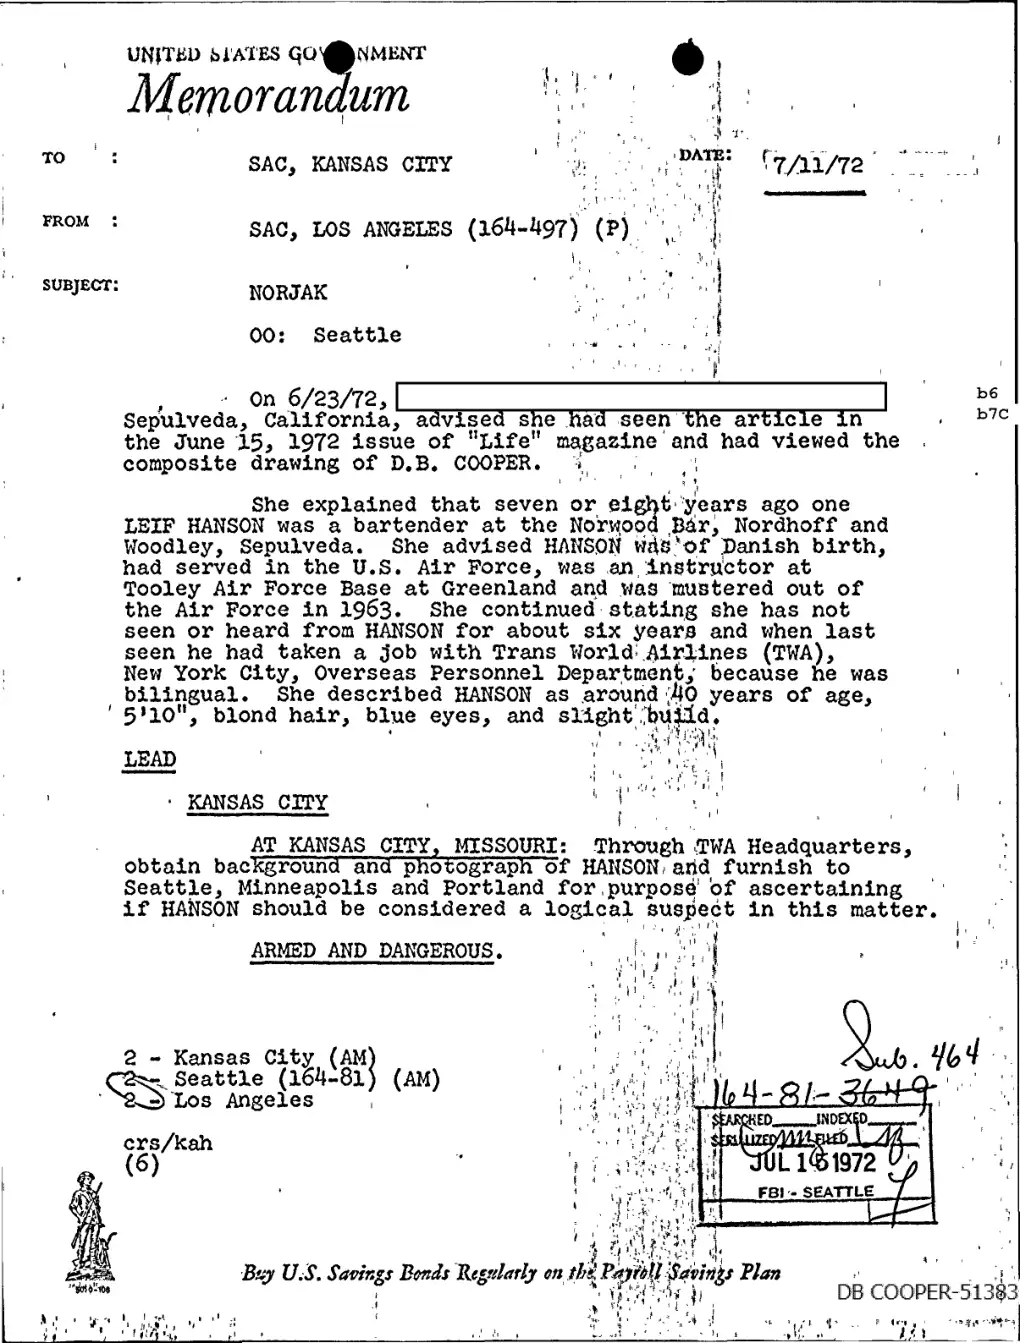 UNITED STATES GOVERNMENT
Memorandum
TO : SAC, KANSAS CITY DATE: 7/11/72
FROM : SAC, LOS ANGELES (164-497) (P)
SUBJECT: NORJAK
OO: Seattle
On 6/23/72,
b6
b7C
Sepulveda, California, advised she had seen the article in
the June 15, 1972 issue of "Life" magazine and had viewed the
composite drawing of D.B. COOPER.
She explained that seven or eight years ago one
LEIF HANSON was a bartender at the Norwood Bar, Nordhoff and
Woodley, Sepulveda. She advised HANSON was of Danish birth,
had served in the U.S. Air Force, was an instructor at
Tooley Air Force Base at Greenland and was mustered out of
the Air Force in 1963. She continued stating she has not
seen or heard from HANSON for about six years and when last
seen he had taken a job with Trans World Airlines (TWA),
New York City, Overseas Personnel Department, because he was
bilingual. She described HANSON as around 40 years of age,
5'10", blond hair, blue eyes, and slight build.
LEAD
KANSAS CITY
AT KANSAS CITY, MISSOURI: Through TWA Headquarters,
obtain background and photograph of HANSON and furnish to
Seattle, Minneapolis and Portland for purpose of ascertaining
if HANSON should be considered a logical suspect in this matter.
ARMED AND DANGEROUS.
2 - Kansas City (AM)
2 - Seattle (164-81) (AM)
2 - Los Angeles
crs/kah
(6)
Sub. 464
164-81-3649
SEARCHED INDEXED
SERIALIZED FILED
JUL 1 1972
FBI - SEATTLE
5010-108
Buy U.S. Savings Bonds Regularly on the Payroll Savings Plan
DB COOPER-51383